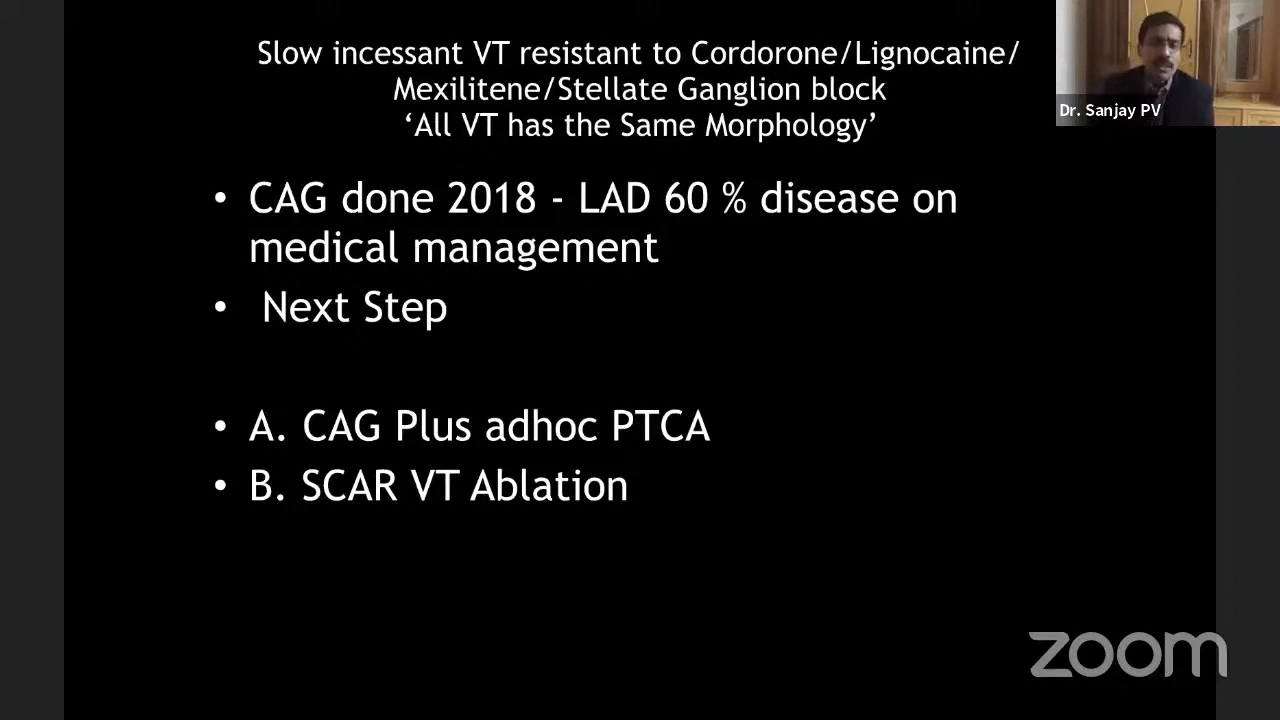 Slow incessant VT resistant to Cordorone/Lignocaine/
Mexilitene/Stellate Ganglion block
‘All VT has the Same Morphology’
• CAG done 2018 - LAD 60 % disease on
medical management
• Next Step
• A. CAG Plus adhoc PTCA
• B. SCAR VT Ablation
Dr. Sanjay PV
zoom